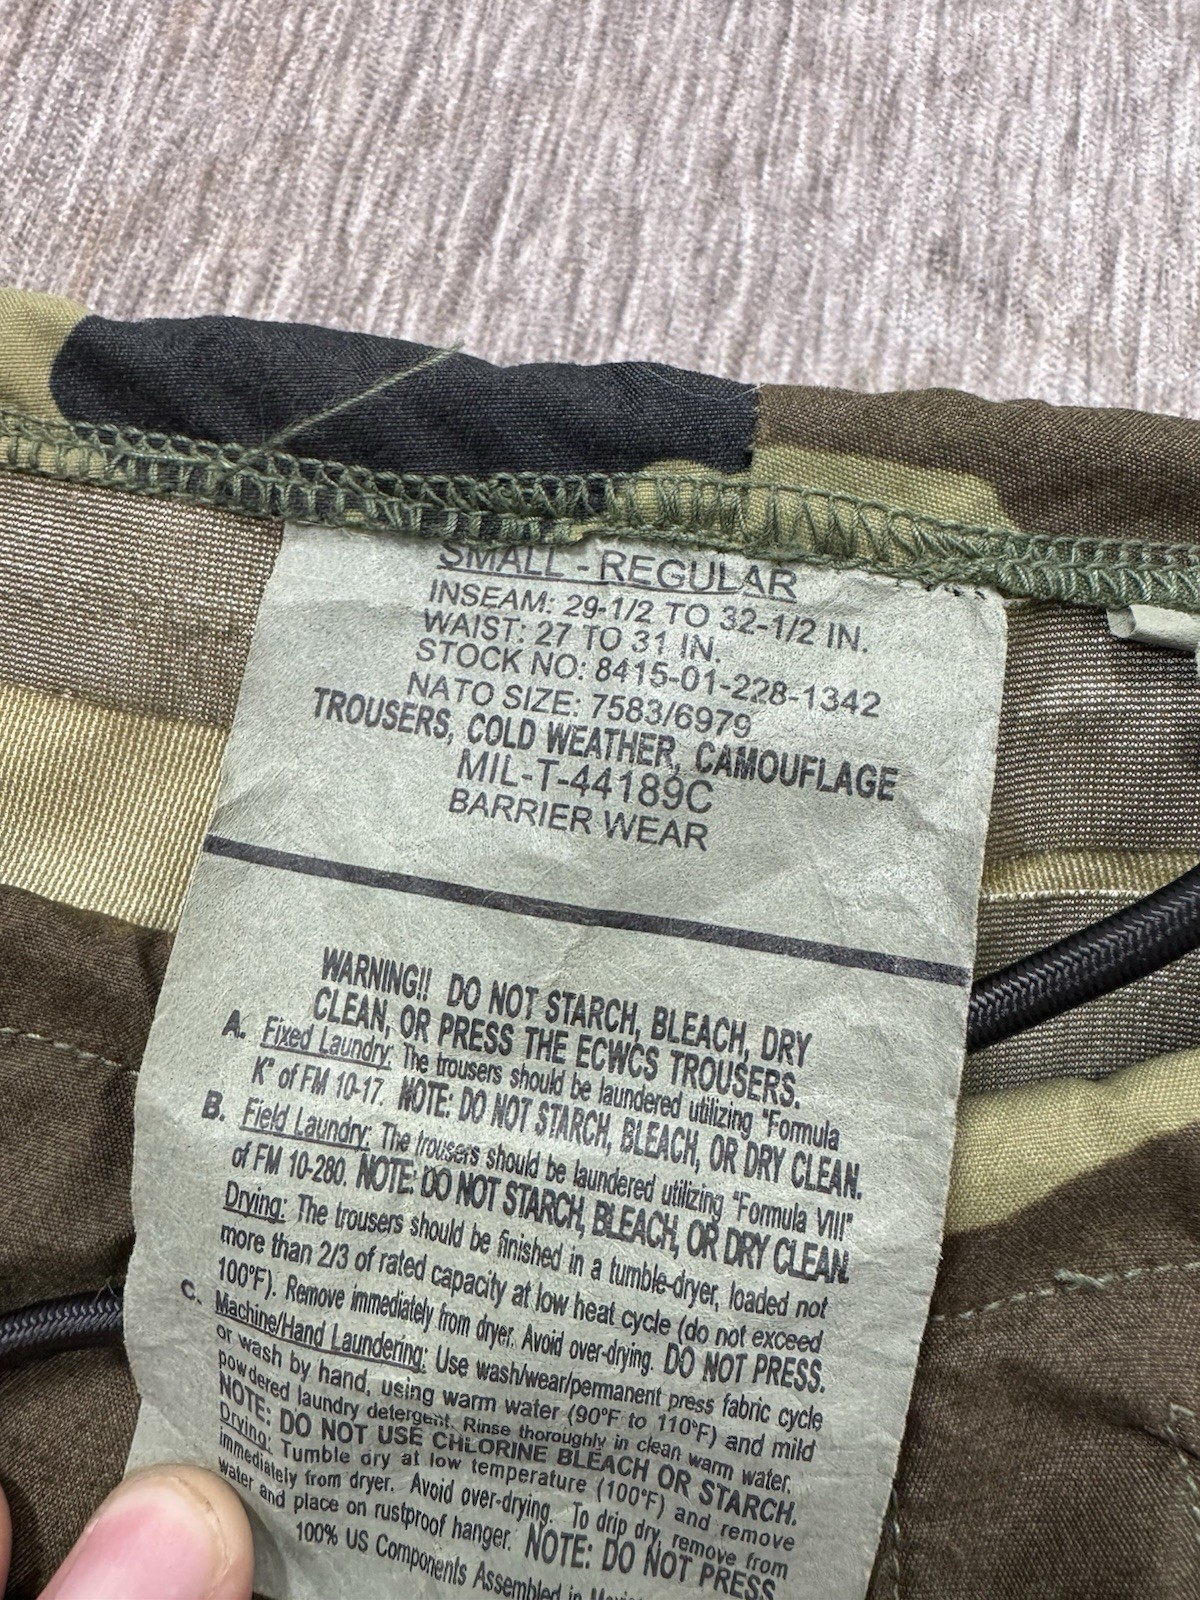 SMALL - REGULAR
INSEAM: 29-1/2 TO 32-1/2 IN.
WAIST: 27 TO 31 IN.
STOCK NO: 8415-01-228-1342
NATO SIZE: 7583/6979
TROUSERS, COLD WEATHER, CAMOUFLAGE
MIL-T-44189C
BARRIER WEAR
WARNING!! DO NOT STARCH, BLEACH, DRY
CLEAN, OR PRESS THE ECWCS TROUSERS.
A. Fixed Laundry: The trousers should be laundered utilizing "Formula
K" of FM 10-17. NOTE: DO NOT STARCH, BLEACH, OR DRY CLEAN.
B. Field Laundry: The trousers should be laundered utilizing "Formula VIII"
of FM 10-280. NOTE: DO NOT STARCH, BLEACH, OR DRY CLEAN.
Drying: The trousers should be finished in a tumble-dryer, loaded not
more than 2/3 of rated capacity at low heat cycle (do not exceed
100°F). Remove immediately from dryer. Avoid over-drying. DO NOT PRESS.
C. Machine/Hand Laundering: Use wash/wear/permanent press fabric cycle
or wash by hand, using warm water (90°F to 110°F) and mild
powdered laundry detergent. Rinse thoroughly in clean warm water.
NOTE: DO NOT USE CHLORINE BLEACH OR STARCH.
Drying: Tumble dry at low temperature (100°F) and remove
immediately from dryer. Avoid over-drying. To drip dry, remove from
water and place on rustproof hanger. NOTE: DO NOT PRESS
100% US Components Assembled in